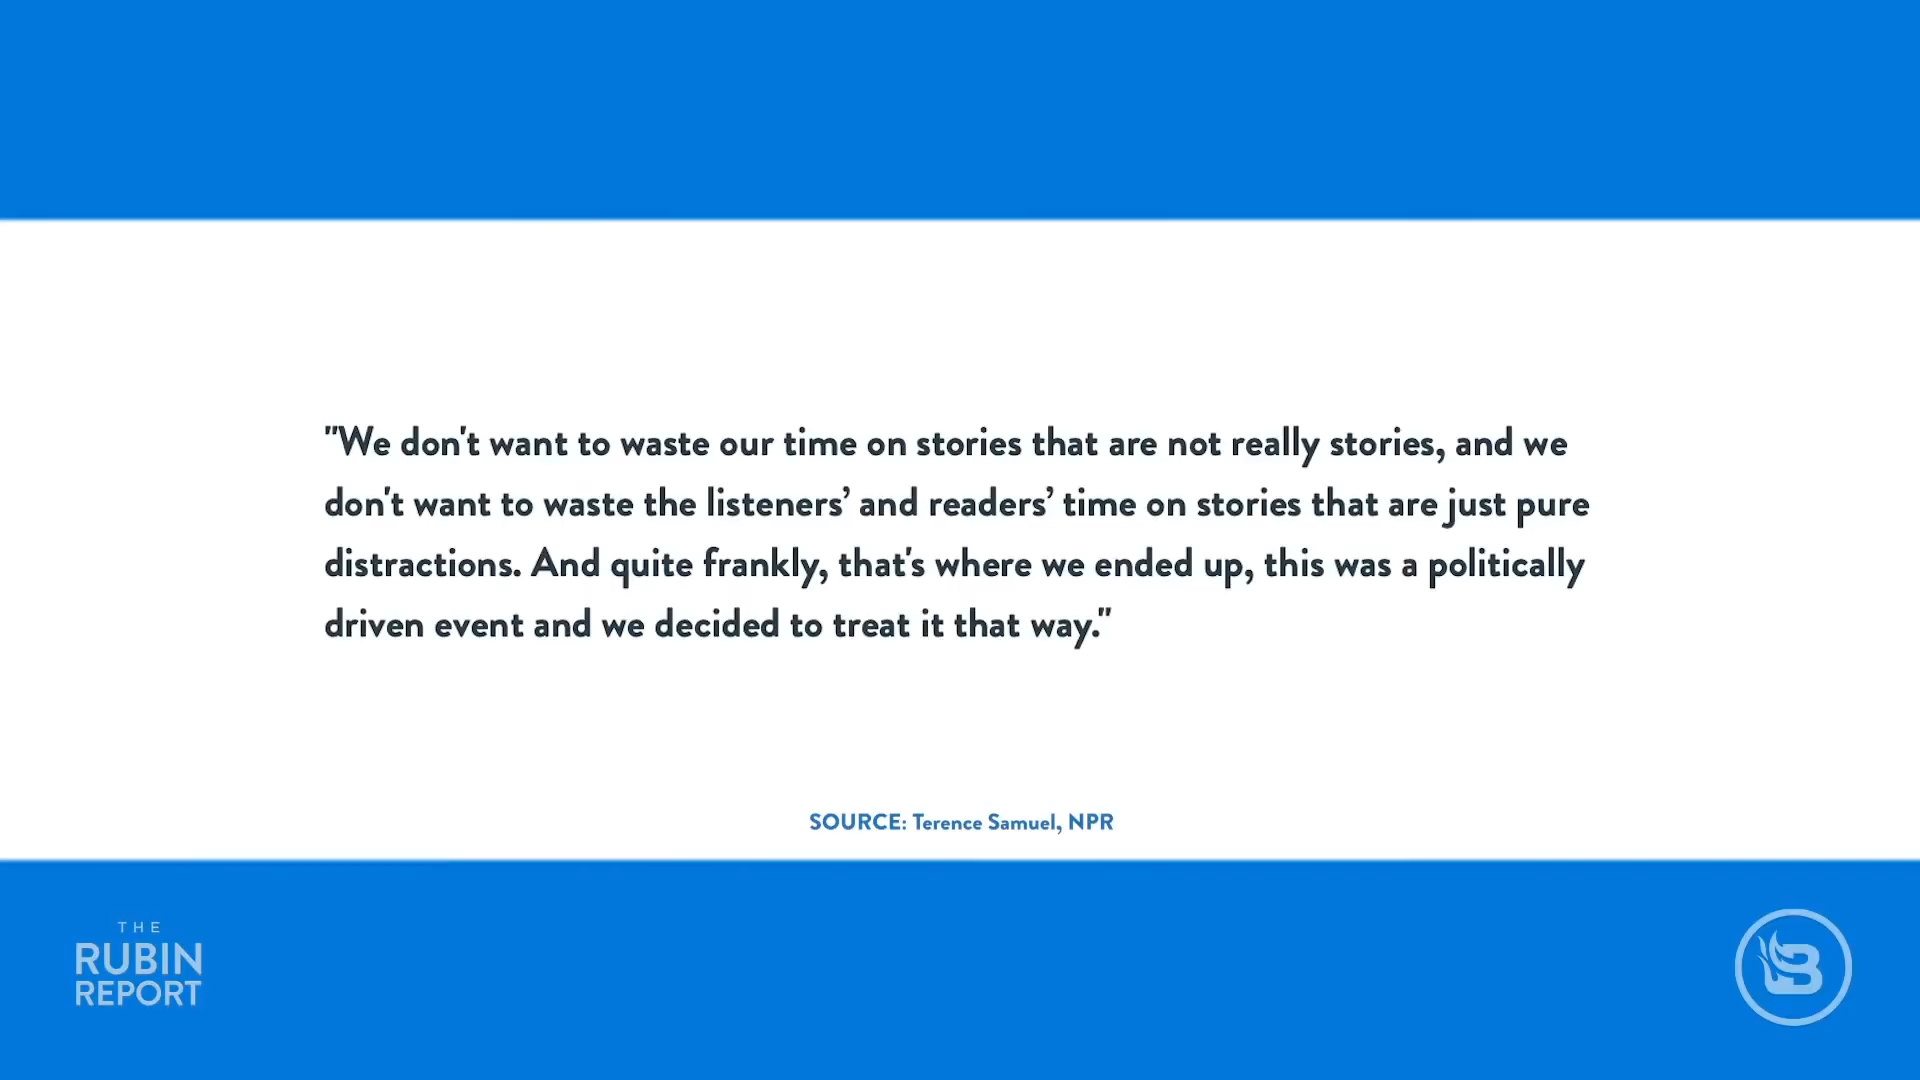 "We don't want to waste our time on stories that are not really stories, and we
don't want to waste the listeners’ and readers’ time on stories that are just pure
distractions. And quite frankly, that's where we ended up, this was a politically
driven event and we decided to treat it that way."
SOURCE: Terence Samuel, NPR
THE
RUBIN
REPORT
B